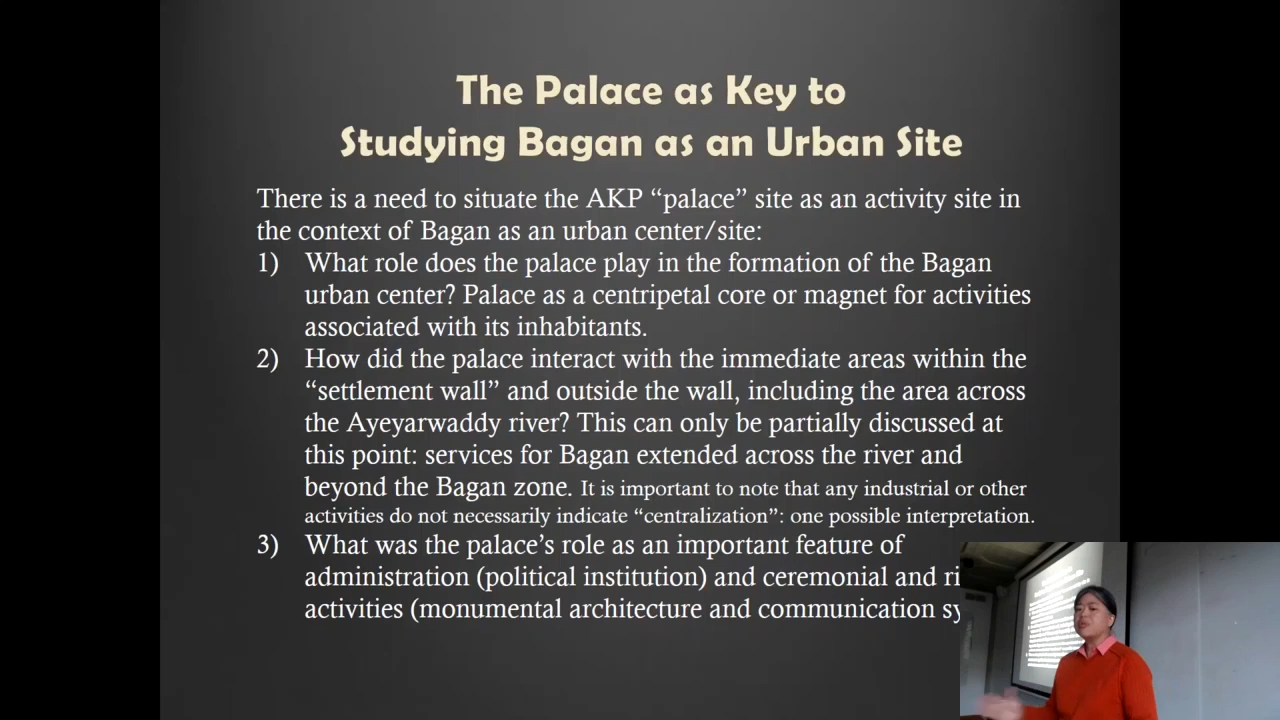 The Palace as Key to
Studying Bagan as an Urban Site
There is a need to situate the AKP “palace” site as an activity site in
the context of Bagan as an urban center/site:
1) What role does the palace play in the formation of the Bagan
urban center? Palace as a centripetal core or magnet for activities
associated with its inhabitants.
2) How did the palace interact with the immediate areas within the
“settlement wall” and outside the wall, including the area across
the Ayeyarwaddy river? This can only be partially discussed at
this point: services for Bagan extended across the river and
beyond the Bagan zone. It is important to note that any industrial or other
activities do not necessarily indicate “centralization”: one possible interpretation.
3) What was the palace’s role as an important feature of
administration (political institution) and ceremonial and
activities (monumental architecture and communication